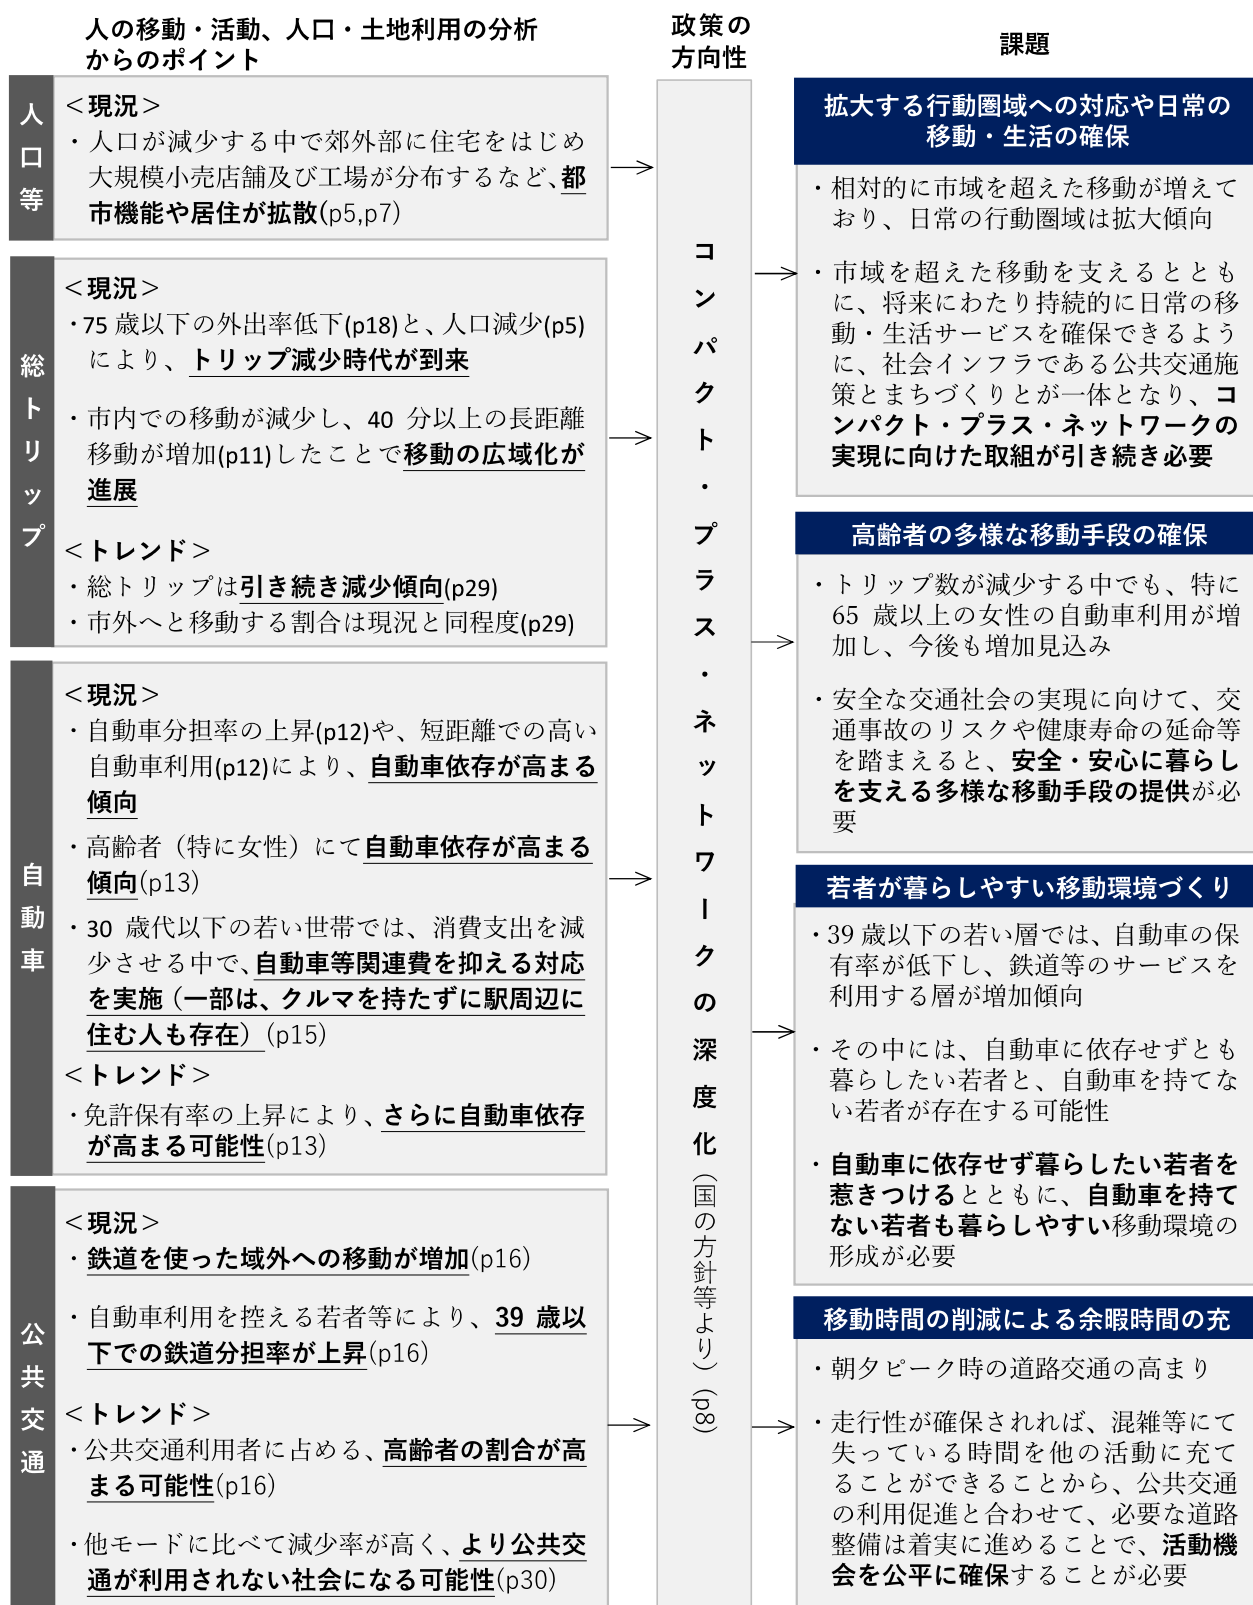 人の移動・活動、人口・土地利用の分析
からのポイント
政策の
方向性
課題
人口等
＜現況＞
・人口が減少する中で郊外部に住宅をはじめ
大規模小売店舗及び工場が分布するなど、都
市機能や居住が拡散(p5,p7)
総トリップ
＜現況＞
・75 歳以下の外出率低下(p18)と、人口減少(p5)
により、トリップ減少時代が到来
・市内での移動が減少し、40 分以上の長距離
移動が増加(p11)したことで移動の広域化が
進展
＜トレンド＞
・総トリップは引き続き減少傾向(p29)
・市外へと移動する割合は現況と同程度(p29)
自動車
＜現況＞
・自動車分担率の上昇(p12)や、短距離での高い
自動車利用(p12)により、自動車依存が高まる
傾向
・高齢者（特に女性）にて自動車依存が高まる
傾向(p13)
・30 歳代以下の若い世帯では、消費支出を減
少させる中で、自動車等関連費を抑える対応
を実施（一部は、クルマを持たずに駅周辺に
住む人も存在）(p15)
＜トレンド＞
・免許保有率の上昇により、さらに自動車依存
が高まる可能性(p13)
公共交通
＜現況＞
・鉄道を使った域外への移動が増加(p16)
・自動車利用を控える若者等により、39 歳以
下での鉄道分担率が上昇(p16)
＜トレンド＞
・公共交通利用者に占める、高齢者の割合が高
まる可能性(p16)
・他モードに比べて減少率が高く、より公共交
通が利用されない社会になる可能性(p30)
コンパクト・プラス・ネットワークの深度化（国の方針等より）(p8)
拡大する行動圏域への対応や日常の
移動・生活の確保
・相対的に市域を超えた移動が増えて
おり、日常の行動圏域は拡大傾向
・市域を超えた移動を支えるととも
に、将来にわたり持続的に日常の移
動・生活サービスを確保できるよう
に、社会インフラである公共交通施
策とまちづくりとが一体となり、コ
ンパクト・プラス・ネットワークの
実現に向けた取組が引き続き必要
高齢者の多様な移動手段の確保
・トリップ数が減少する中でも、特に
65 歳以上の女性の自動車利用が増
加し、今後も増加見込み
・安全な交通社会の実現に向けて、交
通事故のリスクや健康寿命の延命等
を踏まえると、安全・安心に暮らし
を支える多様な移動手段の提供が必
要
若者が暮らしやすい移動環境づくり
・39 歳以下の若い層では、自動車の保
有率が低下し、鉄道等のサービスを
利用する層が増加傾向
・その中には、自動車に依存せずとも
暮らしたい若者と、自動車を持てな
い若者が存在する可能性
・自動車に依存せず暮らしたい若者を
惹きつけるとともに、自動車を持て
ない若者も暮らしやすい移動環境の
形成が必要
移動時間の削減による余暇時間の充
・朝夕ピーク時の道路交通の高まり
・走行性が確保されれば、混雑等にて
失っている時間を他の活動に充て
ることができることから、公共交通
の利用促進と合わせて、必要な道路
整備は着実に進めることで、活動機
会を公平に確保することが必要